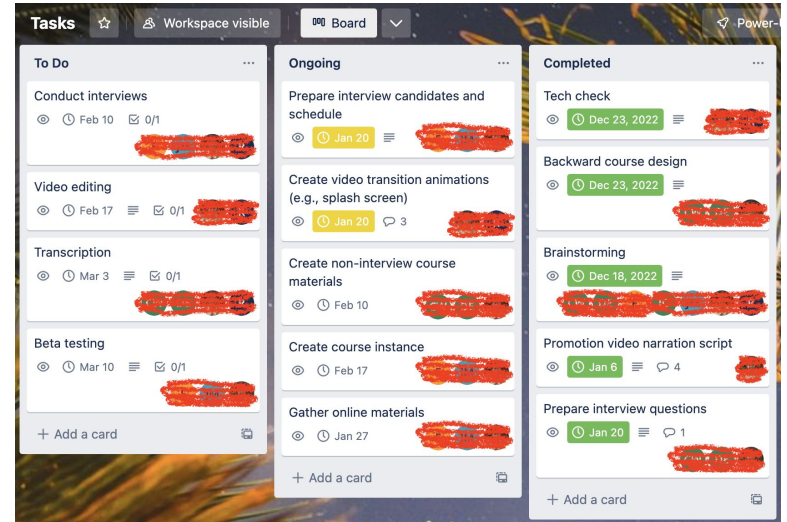 Tasks
Workspace visible
Board
Power-
To Do
Conduct interviews
Feb 10 0/1
Video editing
Feb 17 0/1
Transcription
Mar 3 0/1
Beta testing
Mar 10 0/1
+ Add a card
Ongoing
Prepare interview candidates and
schedule
Jan 20
Create video transition animations
(e.g., splash screen)
Jan 20 3
Create non-interview course
materials
Feb 10
Create course instance
Feb 17
Gather online materials
Jan 27
+ Add a card
Completed
Tech check
Dec 23, 2022
Backward course design
Dec 23, 2022
Brainstorming
Dec 18, 2022
Promotion video narration script
Jan 6 4
Prepare interview questions
Jan 20 1
+ Add a card